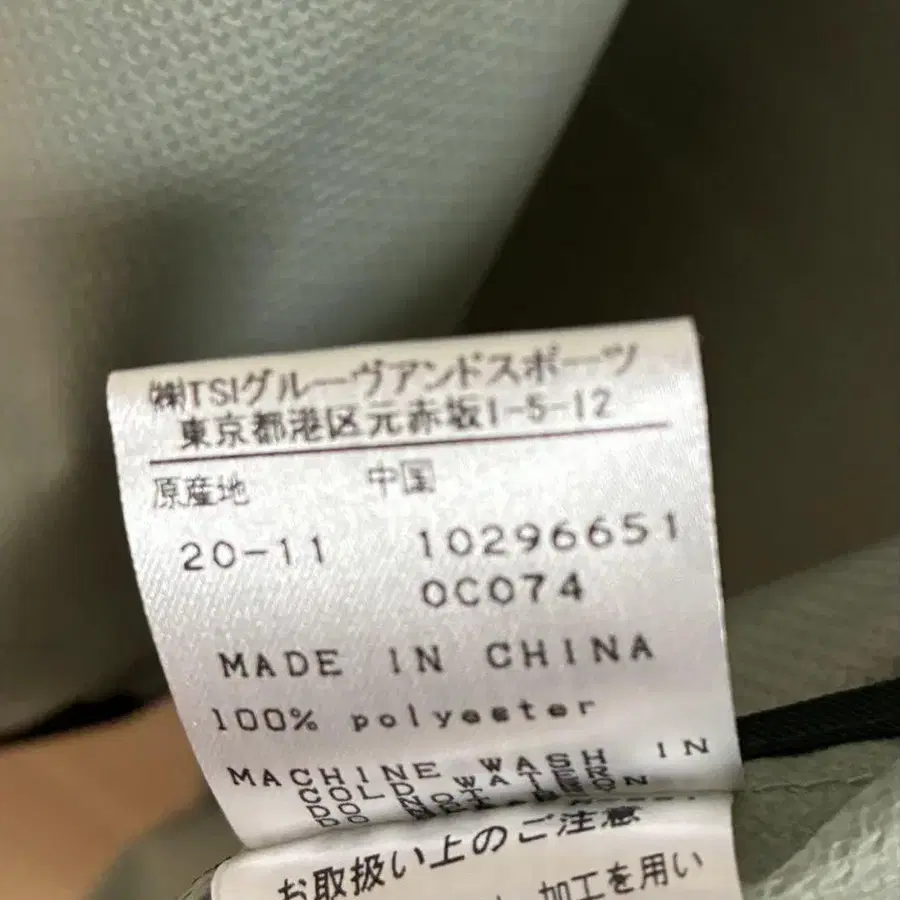 ㈱TSIグルーヴアンドスポーツ
東京都港区元赤坂1-5-12
原産地 中国
20-11 102966510
0C074
MADE IN CHINA
100% polyester
MACHINE WASH IN
COLD WATER
DO NOT
お取扱い上のご注意
加工を用い